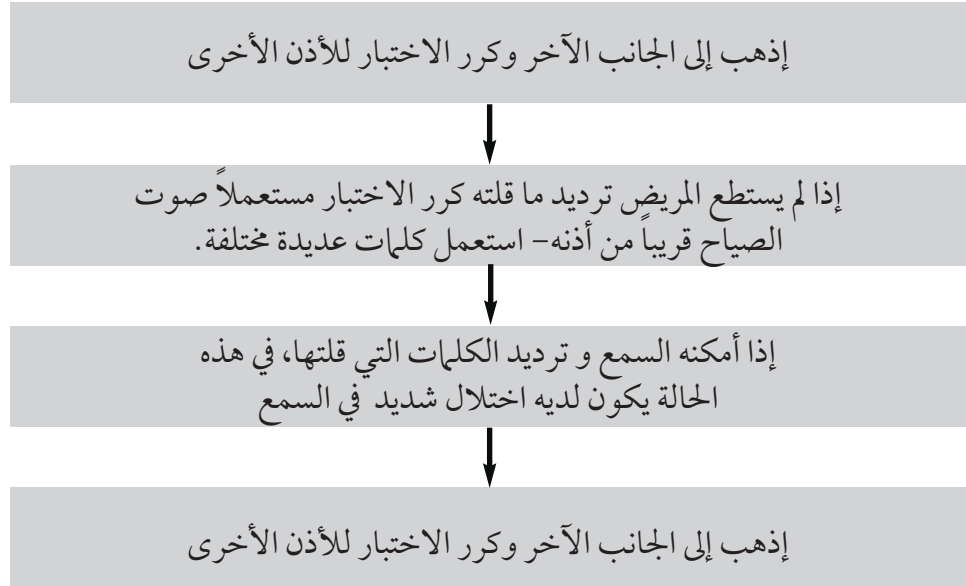 إذهب إلى الجانب الآخر وكرر الاختبار للأذن الأخرى
إذا لم يستطع المريض ترديد ما قلته كرر الاختبار مستعملاً صوت
الصياح قريباً من أذنه– استعمل كلمات عديدة مختلفة.
إذا أمكنه السمع و ترديد الكلمات التي قلتها، في هذه
الحالة يكون لديه اختلال شديد في السمع
إذهب إلى الجانب الآخر وكرر الاختبار للأذن الأخرى